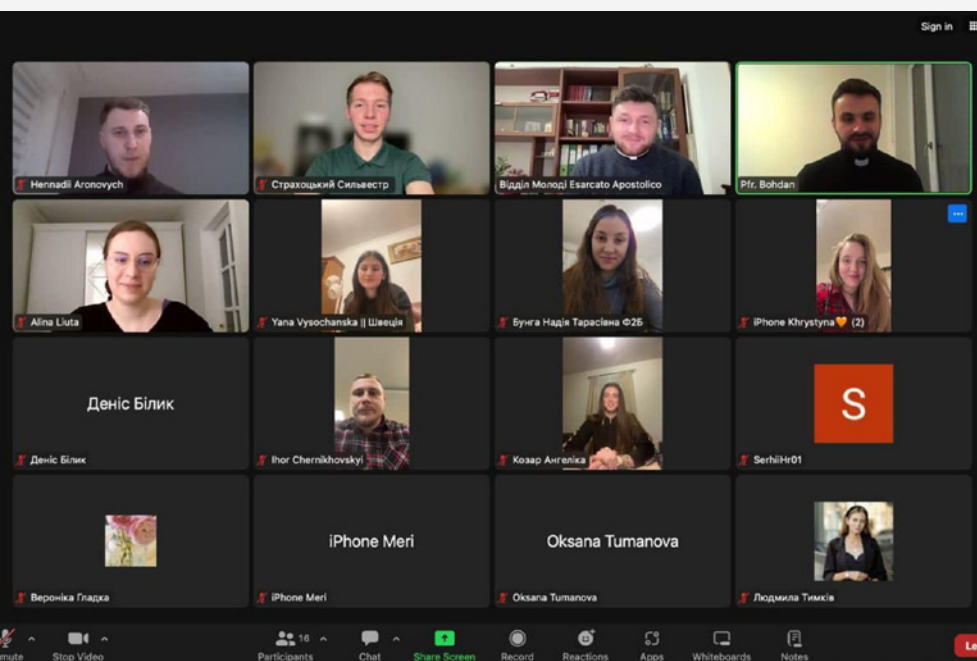 Sign in
Hennadii Aronovych
Страхоцький Сильвестр
Відділ Молоді Esarcato Apostolico
Pfr. Bohdan
Alina Liuta
Yana Vysochanska || Швеція
Бунга Надія Тарасівна Ф2Б
iPhone Khrystyna🧡 (2)
Деніс Білик
Деніс Білик
Ihor Chernikhovskyi
Козар Ангеліка
S
SerhiiHr01
Вероніка Гладка
iPhone Meri
iPhone Meri
Oksana Tumanova
Oksana Tumanova
Людмила Тимків
mute
Stop Video
16
Participants
Chat
Share Screen
Record
Reactions
Apps
Whiteboards
Notes
Le